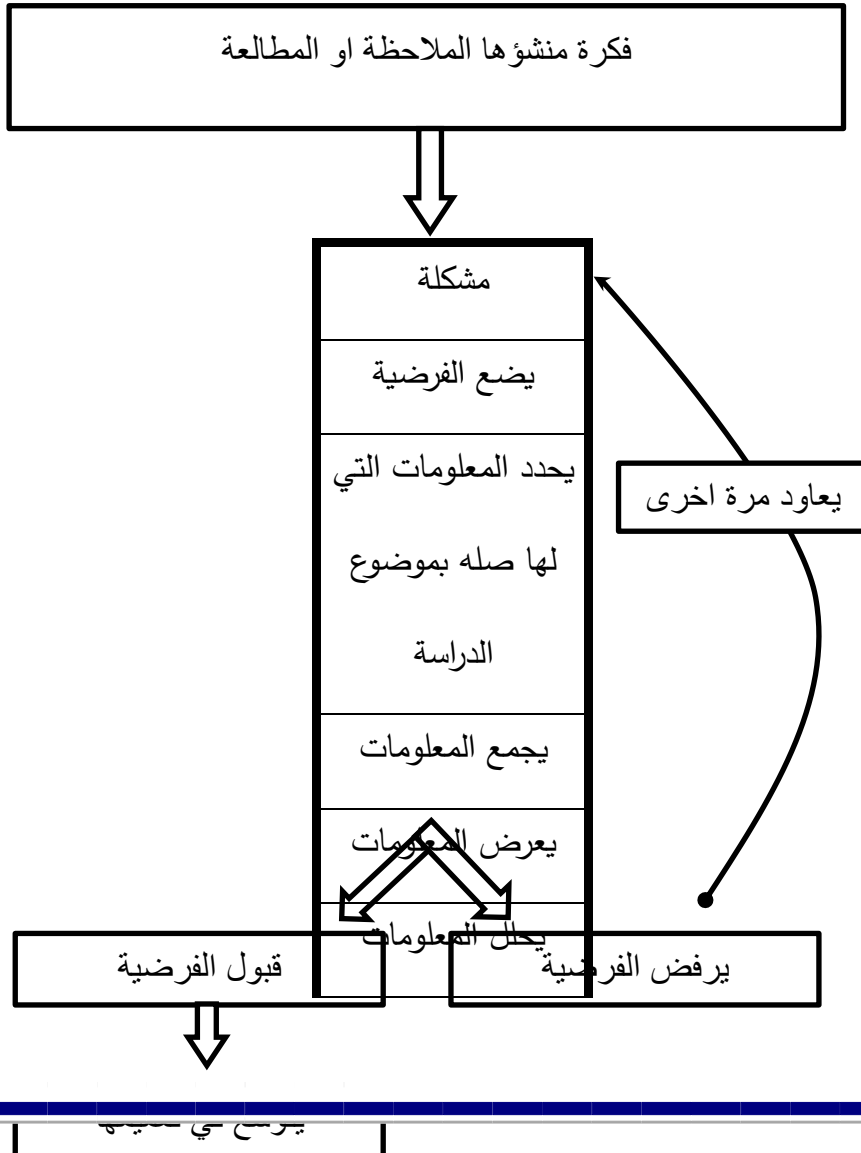 فكرة منشؤها الملاحظة او المطالعة
مشكلة
يضع الفرضية
يحدد المعلومات التي
لها صله بموضوع
الدراسة
يعاود مرة اخرى
يجمع المعلومات
يعرض المعلومات
يحلل المعلومات
يرفض الفرضية
قبول الفرضية